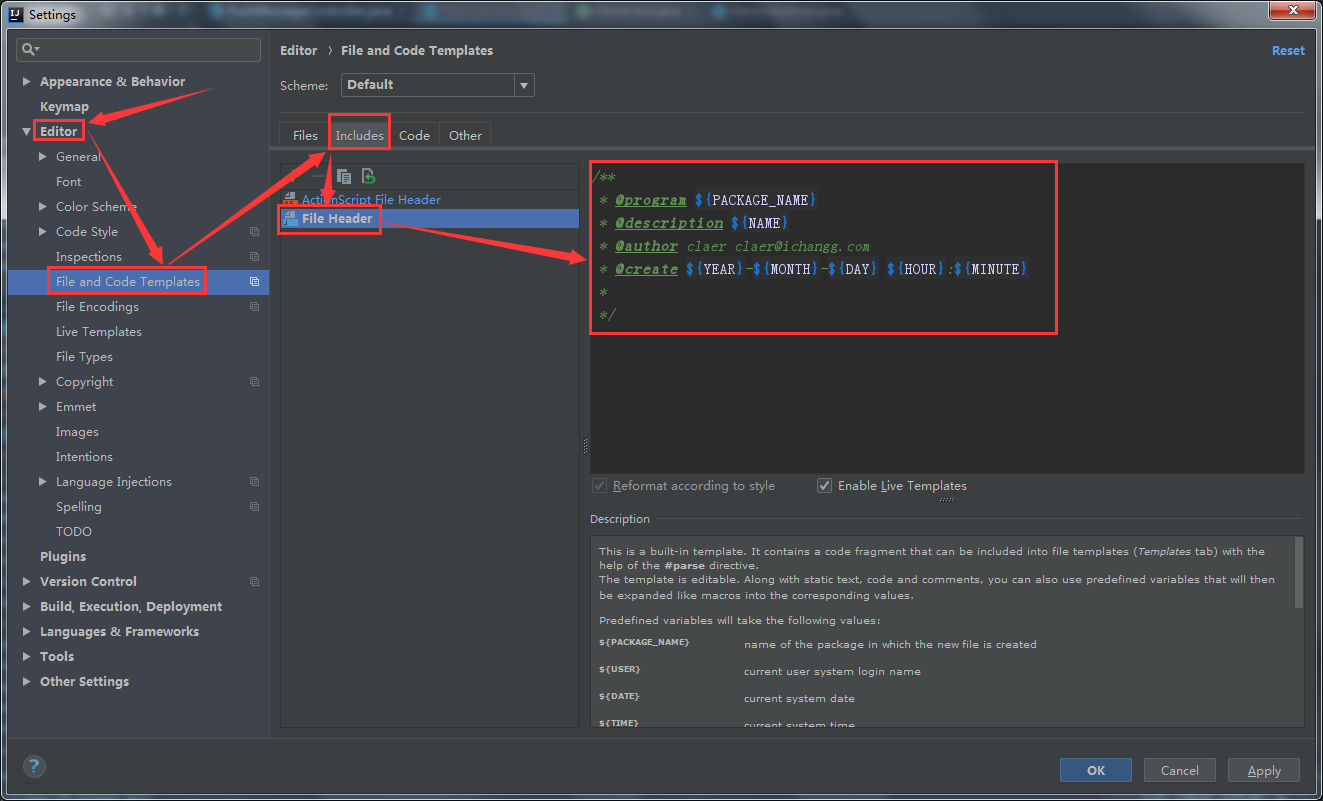 Settings
Appearance & Behavior
Keymap
Editor
General
Font
Color Scheme
Code Style
Inspections
File and Code Templates
File Encodings
Live Templates
File Types
Copyright
Emmet
Images
Intentions
Language Injections
Spelling
TODO
Plugins
Version Control
Build, Execution, Deployment
Languages & Frameworks
Tools
Other Settings
Editor › File and Code Templates
Reset
Scheme: Default
Files Includes Code Other
ActionScript File Header
File Header
/**
* @program ${PACKAGE_NAME}
* @description ${NAME}
* @author claer claer@ichangg.com
* @create ${YEAR}-${MONTH}-${DAY} ${HOUR}:${MINUTE}
*
*/
Reformat according to style Enable Live Templates
Description
This is a built-in template. It contains a code fragment that can be included into file templates (Templates tab) with the
help of the #parse directive.
The template is editable. Along with static text, code and comments, you can also use predefined variables that will then
be expanded like macros into the corresponding values.
Predefined variables will take the following values:
${PACKAGE_NAME} name of the package in which the new file is created
${USER} current user system login name
${DATE} current system date
${TIME} current system time
? OK Cancel Apply